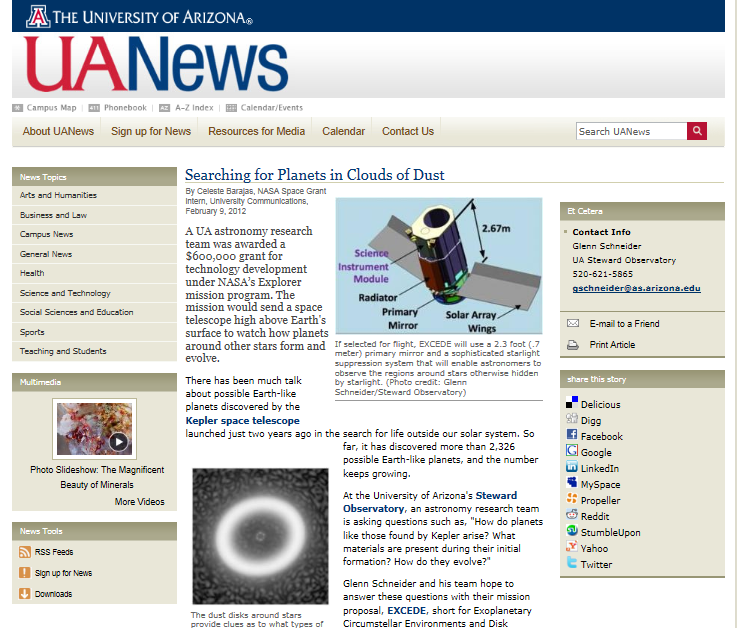 THE UNIVERSITY OF ARIZONA®
UANews
Campus Map | Phonebook | A-Z Index | Calendar/Events
About UANews
Sign up for News
Resources for Media
Calendar
Contact Us
Search UANews
News Topics
Arts and Humanities
Business and Law
Campus News
General News
Health
Science and Technology
Social Sciences and Education
Sports
Teaching and Students
Multimedia
Photo Slideshow: The Magnificent
Beauty of Minerals
More Videos
News Tools
RSS Feeds
Sign up for News
Downloads
Searching for Planets in Clouds of Dust
By Celeste Barajas, NASA Space Grant
Intern, University Communications,
February 9, 2012
A UA astronomy research
team was awarded a
$600,000 grant for
technology development
under NASA's Explorer
mission program. The
mission would send a space
telescope high above Earth's
surface to watch how planets
around other stars form and
evolve.
2.67m
Science
Instrument
Module
Radiator
Primary
Mirror
Solar Array
Wings
If selected for flight, EXCEDE will use a 2.3 foot (.7
meter) primary mirror and a sophisticated starlight
suppression system that will enable astronomers to
observe the regions around stars otherwise hidden
by starlight. (Photo credit: Glenn
Schneider/Steward Observatory)
There has been much talk
about possible Earth-like
planets discovered by the
Kepler space telescope
launched just two years ago in the search for life outside our solar system. So
far, it has discovered more than 2,326
possible Earth-like planets, and the number
keeps growing.
At the University of Arizona's Steward
Observatory, an astronomy research team
is asking questions such as, "How do planets
like those found by Kepler arise? What
materials are present during their initial
formation? How do they evolve?"
Glenn Schneider and his team hope to
answer these questions with their mission
proposal, EXCEDE, short for Exoplanetary
Circumstellar Environments and Disk
The dust disks around stars
provide clues as to what types of
Et Cetera
Contact Info
Glenn Schneider
UA Steward Observatory
520-621-5865
gschneider@as.arizona.edu
E-mail to a Friend
Print Article
share this story
Delicious
Digg
Facebook
Google
LinkedIn
MySpace
Propeller
Reddit
StumbleUpon
Yahoo
Twitter